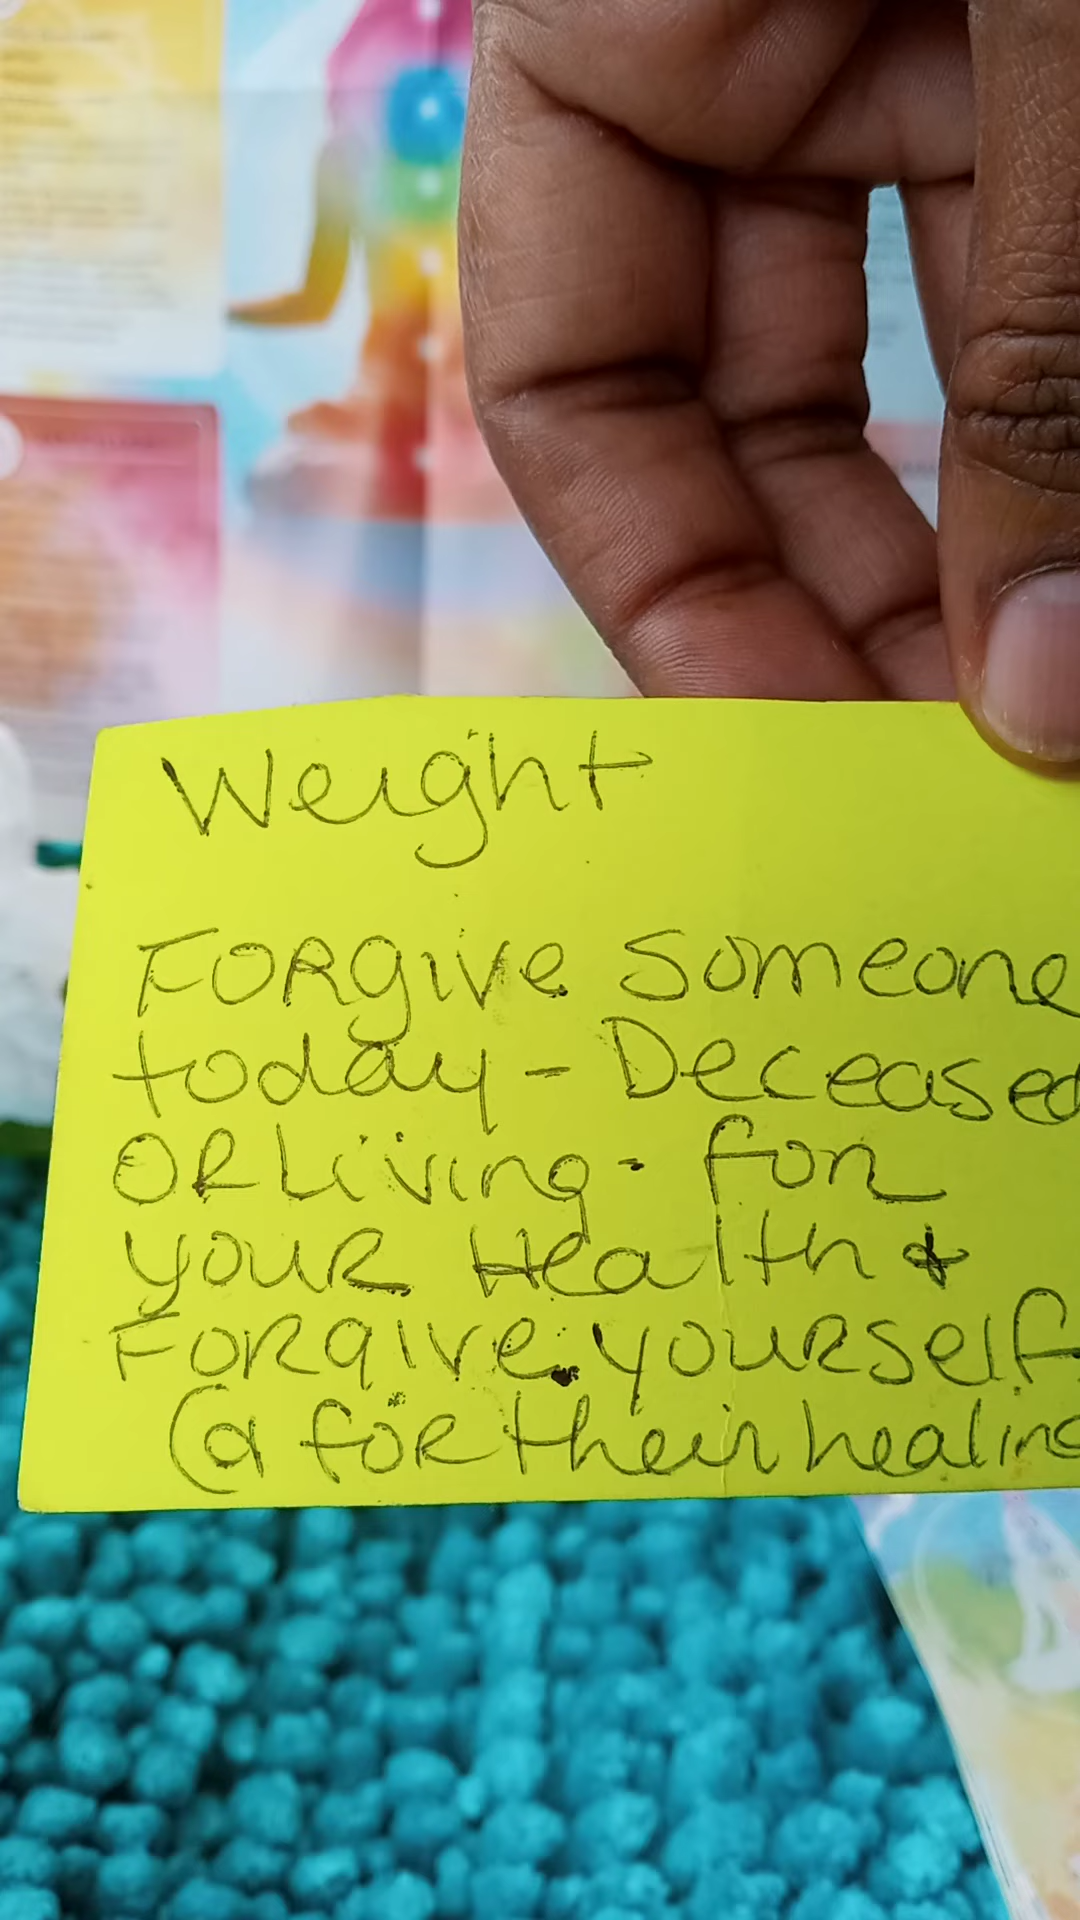 Weight
FORgive someone
today - Deceased
OR Living - for
your Health &
FORgive yourself
(& for their healing